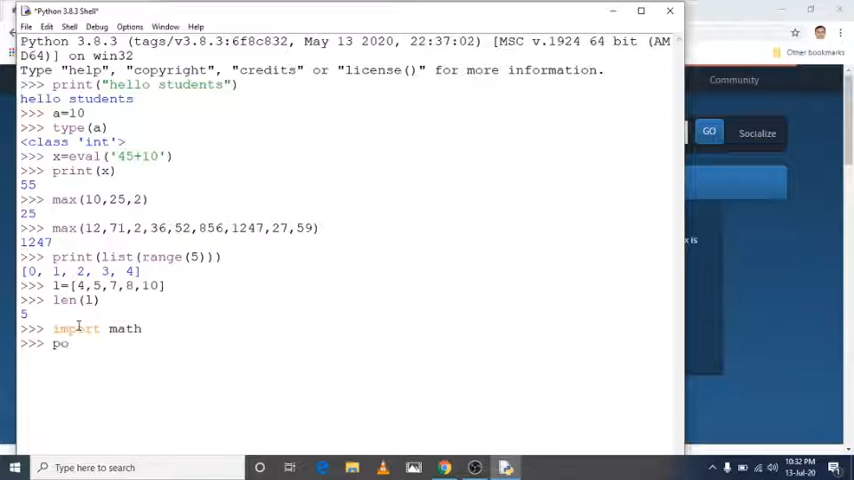 *Python 3.8.3 Shell*
File Edit Shell Debug Options Window Help
Python 3.8.3 (tags/v3.8.3:6f8c832, May 13 2020, 22:37:02) [MSC v.1924 64 bit (AM
D64)] on win32
Type "help", "copyright", "credits" or "license()" for more information.
>>> print("hello students")
hello students
>>> a=10
>>> type(a)
<class 'int'>
>>> x=eval('45+10')
>>> print(x)
55
>>> max(10,25,2)
25
>>> max(12,71,2,36,52,856,1247,27,59)
1247
>>> print(list(range(5)))
[0, 1, 2, 3, 4]
>>> l=[4,5,7,8,10]
>>> len(l)
5
>>> import math
>>> po
Other bookmarks
Community
GO
Socialize
x is
Type here to search
10:32 PM
13-Jul-20